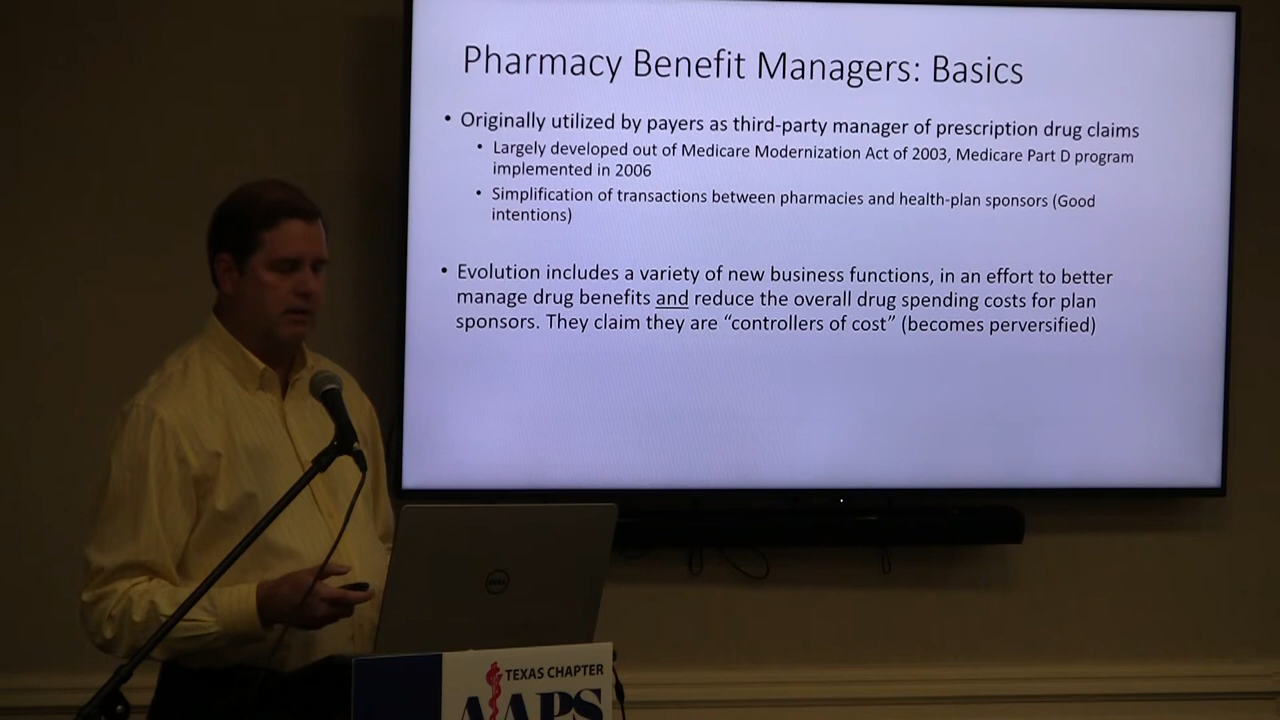 Pharmacy Benefit Managers: Basics
• Originally utilized by payers as third-party manager of prescription drug claims
• Largely developed out of Medicare Modernization Act of 2003, Medicare Part D program
implemented in 2006
• Simplification of transactions between pharmacies and health-plan sponsors (Good
intentions)
• Evolution includes a variety of new business functions, in an effort to better
manage drug benefits and reduce the overall drug spending costs for plan
sponsors. They claim they are “controllers of cost” (becomes perversified)
DELL
TEXAS CHAPTER
AAPS